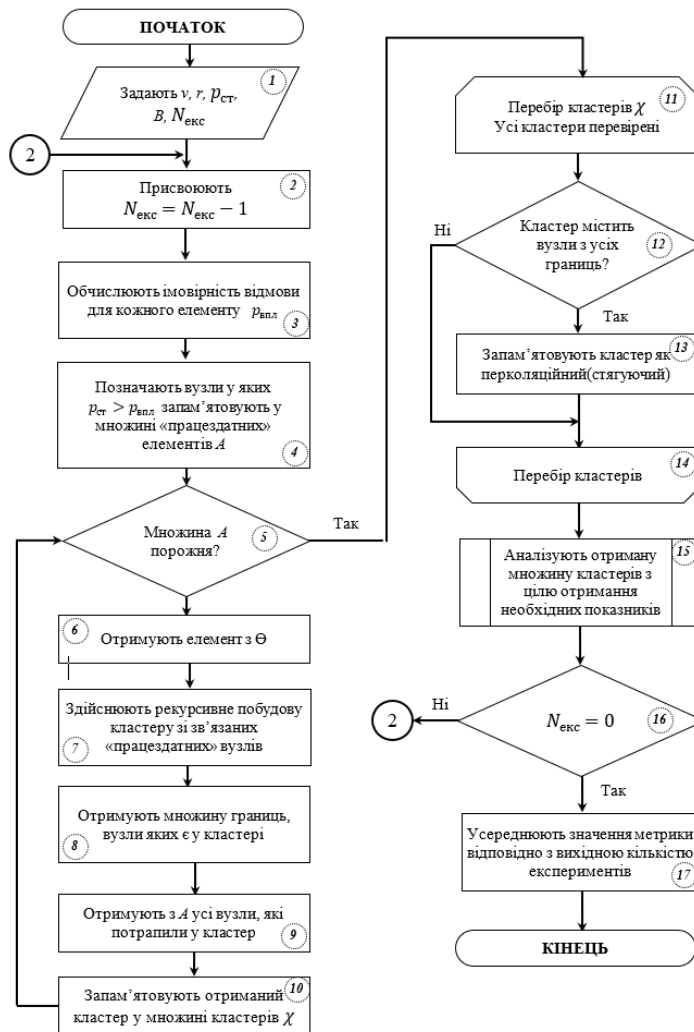 ПОЧАТОК
1
Задають v, r, pст,
B, Nекс
2
2
Присвоюють
Nекс = Nекс − 1
Обчислюють імовірність відмови
для кожного елементу pвпл
3
Позначають вузли у яких
pст > pвпл запам’ятовують у
множині «працездатних»
елементів A
4
Множина A
порожня?
5
Так
6
Отримують елемент з Ө
Здійснюють рекурсивне побудову
кластеру зі зв’язаних
«працездатних» вузлів
7
Отримують множину границь,
вузли яких є у кластері
8
Отримують з A усі вузли, які
потрапили у кластер
9
10
Запам’ятовують отриманий
кластер у множині кластерів χ
11
Перебір кластерів χ
Усі кластери перевірені
Ні
Кластер містить
вузли з усіх
границь?
12
Так
13
Запам’ятовують кластер як
перколяційний(стягуючий)
14
Перебір кластерів
15
Аналізують отриману
множину кластерів з
цілю отримання
необхідних показників
2
Ні
Nекс = 0
16
Так
Усереднюють значення метрики
відповідно з вихідною кількістю
експериментів
17
КІНЕЦЬ